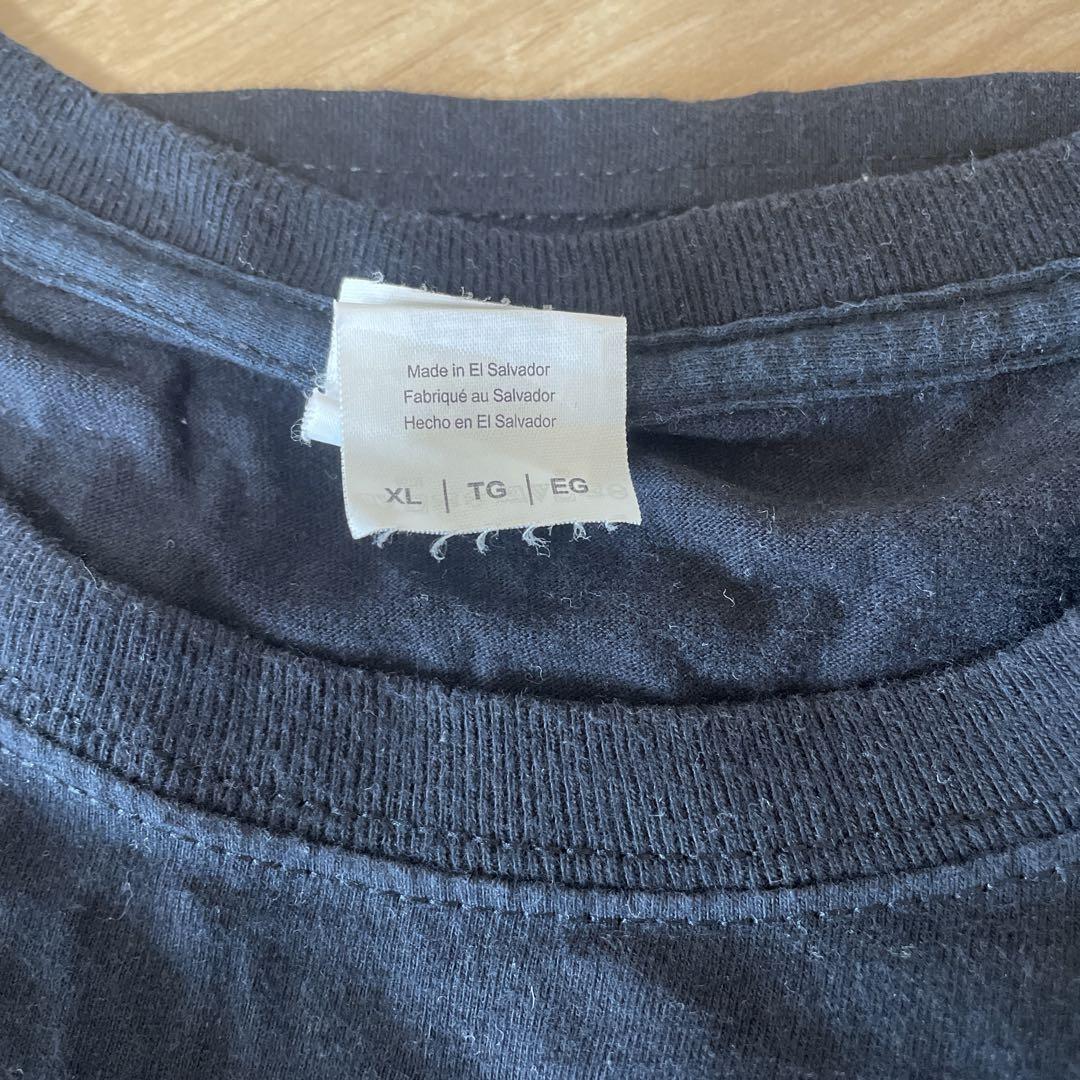 Made in El Salvador
Fabriqué au Salvador
Hecho en El Salvador
XL | TG | EG